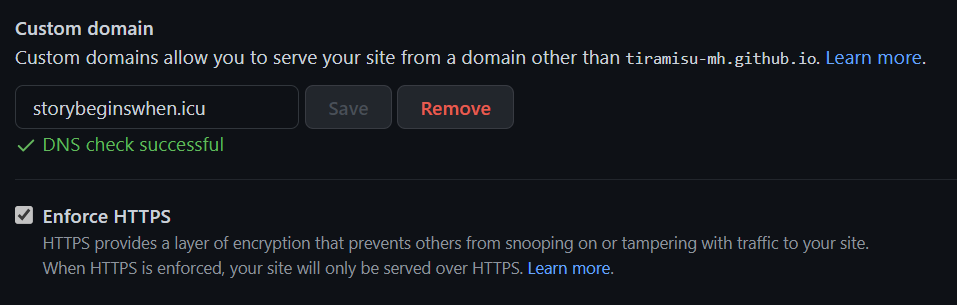 Custom domain
Custom domains allow you to serve your site from a domain other than tiramisu-mh.github.io. Learn more.
storybeginswhen.icu Save Remove
DNS check successful
Enforce HTTPS
HTTPS provides a layer of encryption that prevents others from snooping on or tampering with traffic to your site.
When HTTPS is enforced, your site will only be served over HTTPS. Learn more.